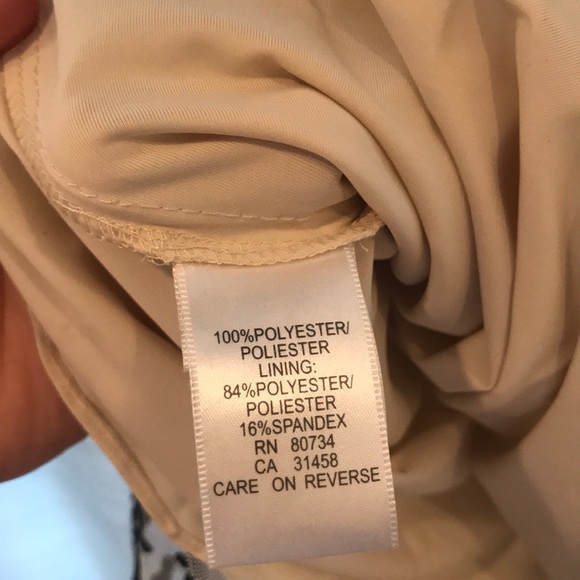 100%POLYESTER/
POLIESTER
LINING:
84%POLYESTER/
POLIESTER
16%SPANDEX
RN 80734
CA 31458
CARE ON REVERSE